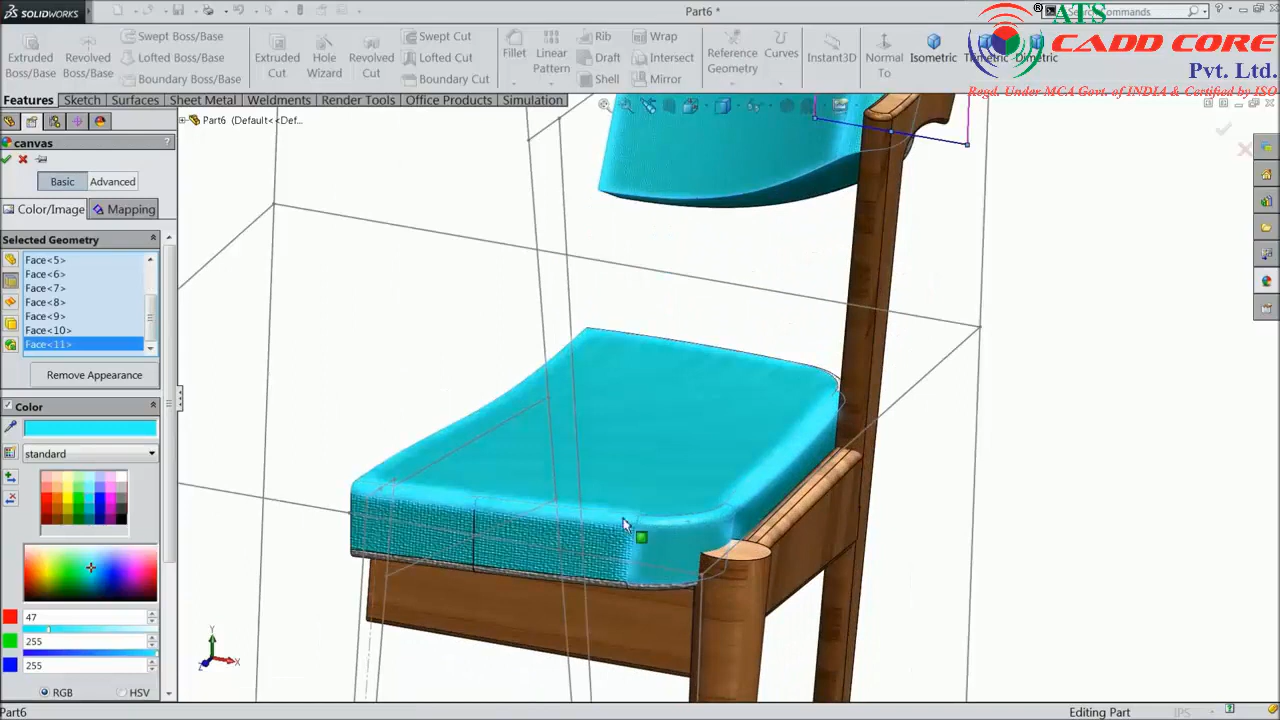 SOLIDWORKS
Part6 *
Search Commands
ATS
CADD CORE
Pvt. Ltd.
Regd. Under MCA Govt. of INDIA & Certified by ISO
Extruded Boss/Base
Revolved Boss/Base
Swept Boss/Base
Lofted Boss/Base
Boundary Boss/Base
Extruded Cut
Hole Wizard
Revolved Cut
Swept Cut
Lofted Cut
Boundary Cut
Fillet
Linear Pattern
Rib
Draft
Shell
Wrap
Intersect
Mirror
Reference Geometry
Curves
Instant3D
Normal To
Isometric
Trimetric
Dimetric
Features
Sketch
Surfaces
Sheet Metal
Weldments
Render Tools
Office Products
Simulation
Part6 (Default<<Def...
canvas
?
Basic
Advanced
Color/Image
Mapping
Selected Geometry
Face<5>
Face<6>
Face<7>
Face<8>
Face<9>
Face<10>
Face<11>
Remove Appearance
Color
standard
47
255
255
RGB
HSV
Y
X
Z
Part6
Editing Part
IPS